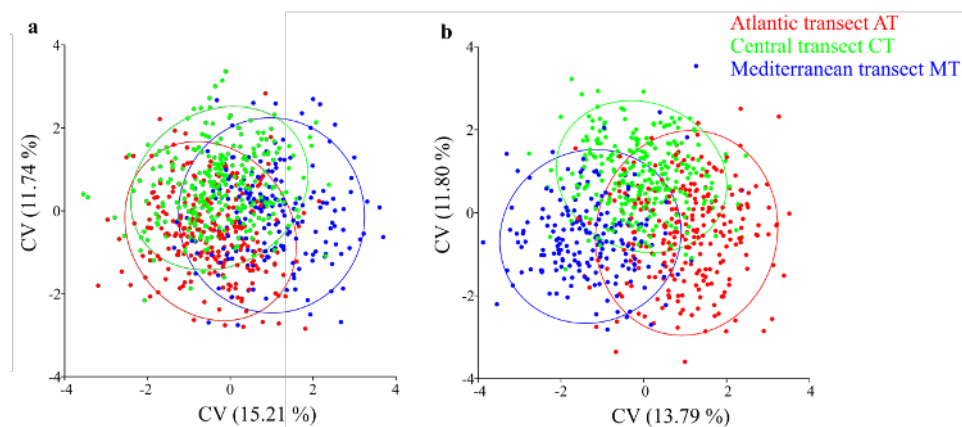 a
b
Atlantic transect AT
Central transect CT
Mediterranean transect MT
4
2
0
-2
-4
CV (11.74 %)
-4
-2
0
2
4
CV (15.21 %)
4
2
0
-2
-4
CV (11.80 %)
-4
-2
0
2
4
CV (13.79 %)